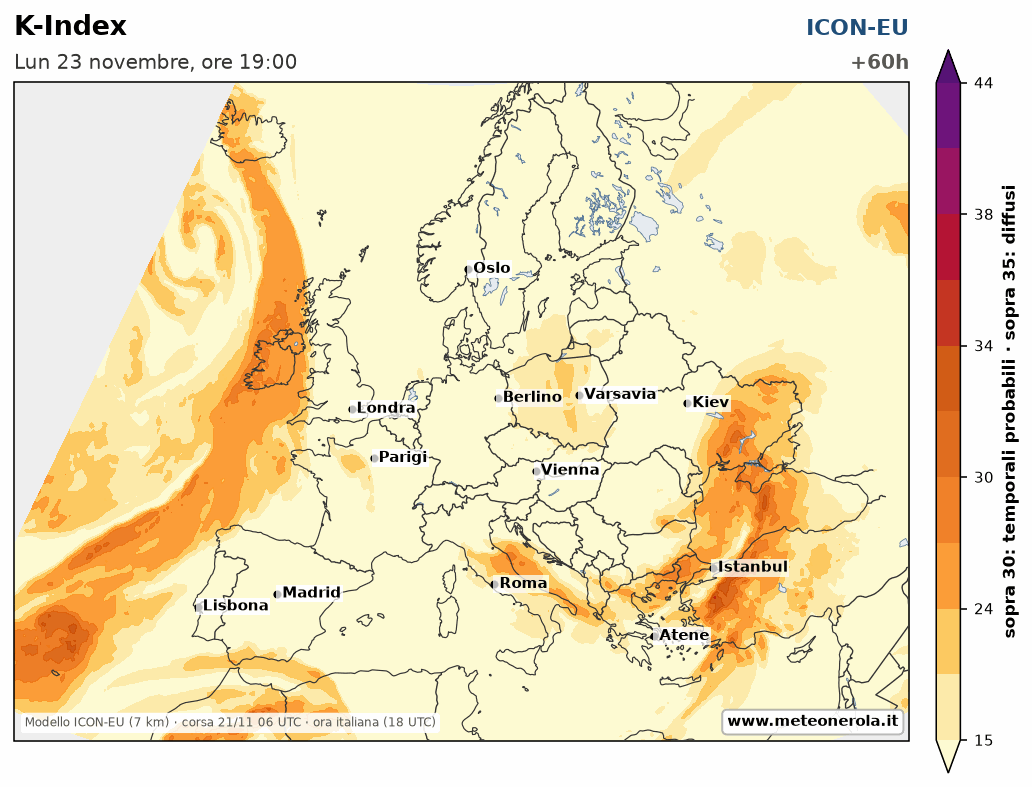 K-Index
ICON-EU
Lun 23 novembre, ore 19:00
+60h
44
38
34
30
24
15
sopra 30: temporali probabili · sopra 35: diffusi
Oslo
Berlino
Varsavia
Kiev
Londra
Parigi
Vienna
Istanbul
Roma
Madrid
Lisbona
Atene
Modello ICON-EU (7 km) · corsa 21/11 06 UTC · ora italiana (18 UTC)
www.meteonerola.it